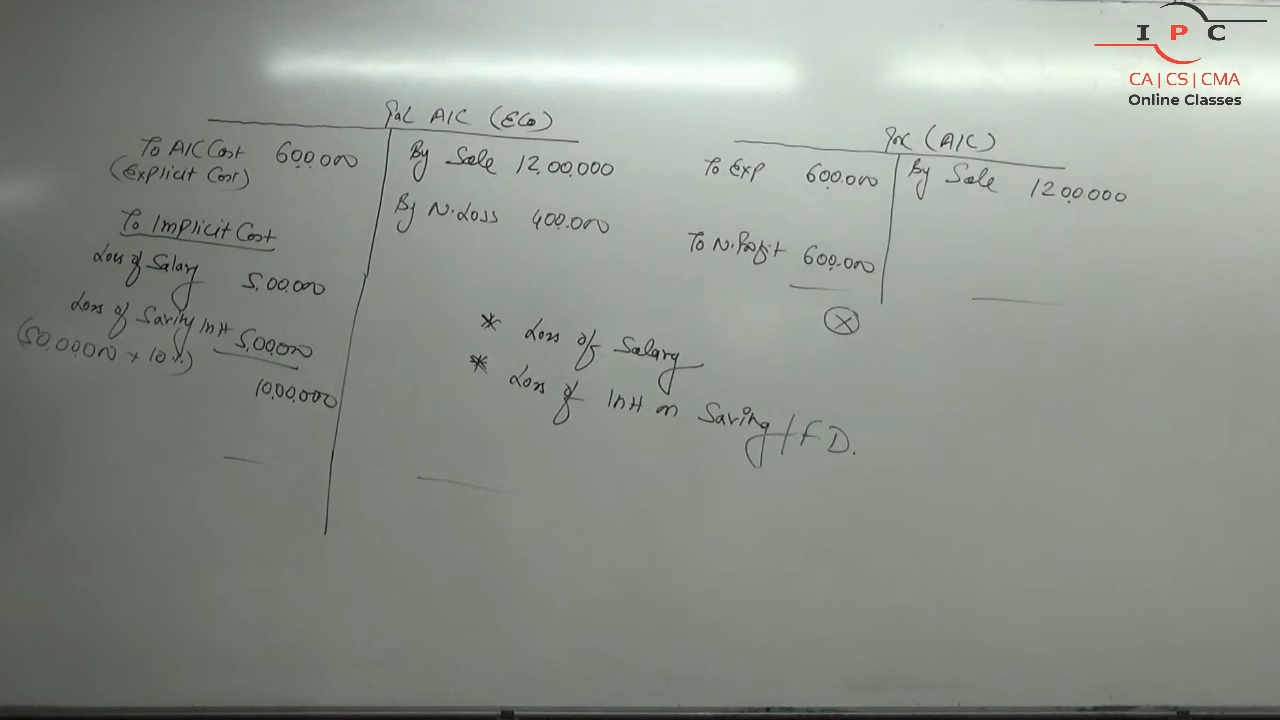 I P C
CA | CS | CMA
Online Classes
P&L A/C (ECO)
To A/C Cost 600.000
(Explicit Cost)
By Sale 12,00,000
By N.Loss 400.000
To Implicit Cost
Loss of Salary 5,00,000
Loss of Saving Int 5,00,000
(50,00,000 × 10%)
10,00,000
P&L (A/C)
To Exp 600.000
By Sale 1200.000
To N.Profit 600.000
* Loss of Salary
* Loss of Int on Saving / F D.